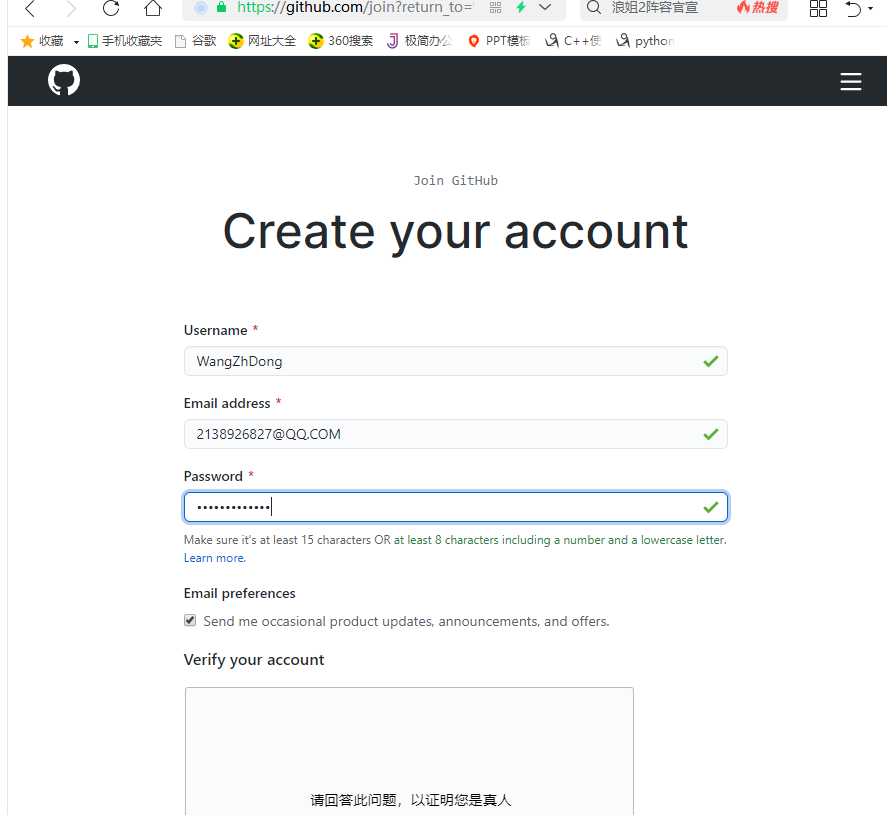 https://github.com/join?return_to= 浪姐2阵容官宣 热搜
收藏 手机收藏夹 谷歌 网址大全 360搜索 极简办公 PPT模板 C++使 python
Join GitHub
Create your account
Username *
WangZhDong
Email address *
2138926827@QQ.COM
Password *
•••••••••••••
Make sure it's at least 15 characters OR at least 8 characters including a number and a lowercase letter.
Learn more.
Email preferences
Send me occasional product updates, announcements, and offers.
Verify your account
请回答此问题，以证明您是真人